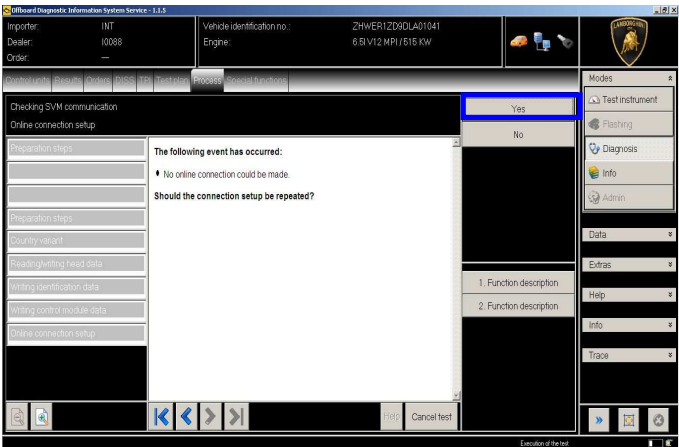 Offboard Diagnostic Information System Service - 1.1.5
Importer: INT
Dealer: I0088
Order: ---
Vehicle identification no.: ZHWER1ZD9DLA01041
Engine: 6.5l V12 MPI / 515 KW
LAMBORGHINI
Control units Results Orders DISS TPI Test plan Process Special functions
Checking SVM communication
Online connection setup
Preparation steps
Preparation steps
Country variant
Reading/writing head data
Writing identification data
Writing control module data
Online connection setup
The following event has occurred:
No online connection could be made.
Should the connection setup be repeated?
Yes
No
1. Function description
2. Function description
Help
Cancel test
Modes
Test instrument
Flashing
Diagnosis
Info
Admin
Data
Extras
Help
Info
Trace
Execution of the test